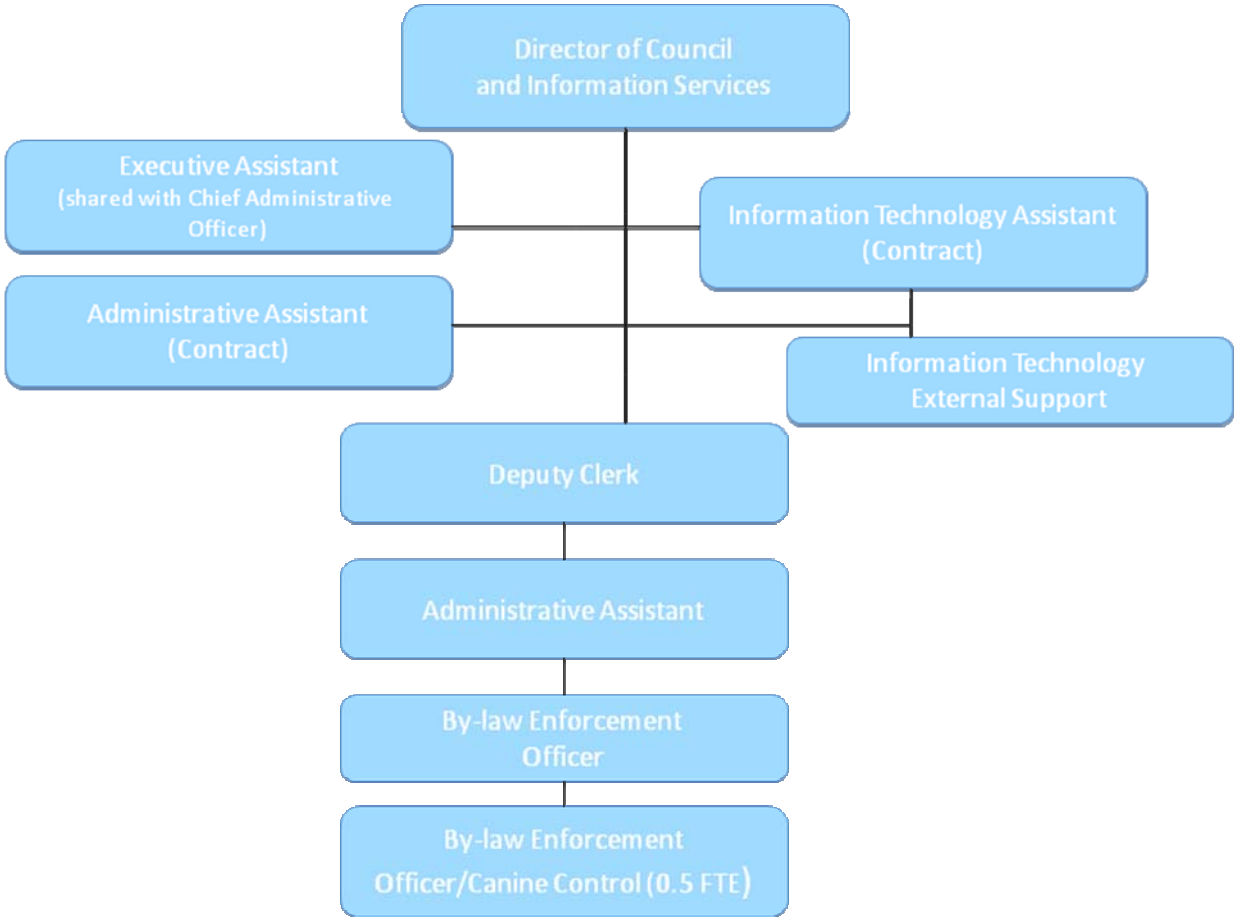 Director of Council
and Information Services
Executive Assistant
(shared with Chief Administrative
Officer)
Information Technology Assistant
(Contract)
Administrative Assistant
(Contract)
Information Technology
External Support
Deputy Clerk
Administrative Assistant
By-law Enforcement
Officer
By-law Enforcement
Officer/Canine Control (0.5 FTE)